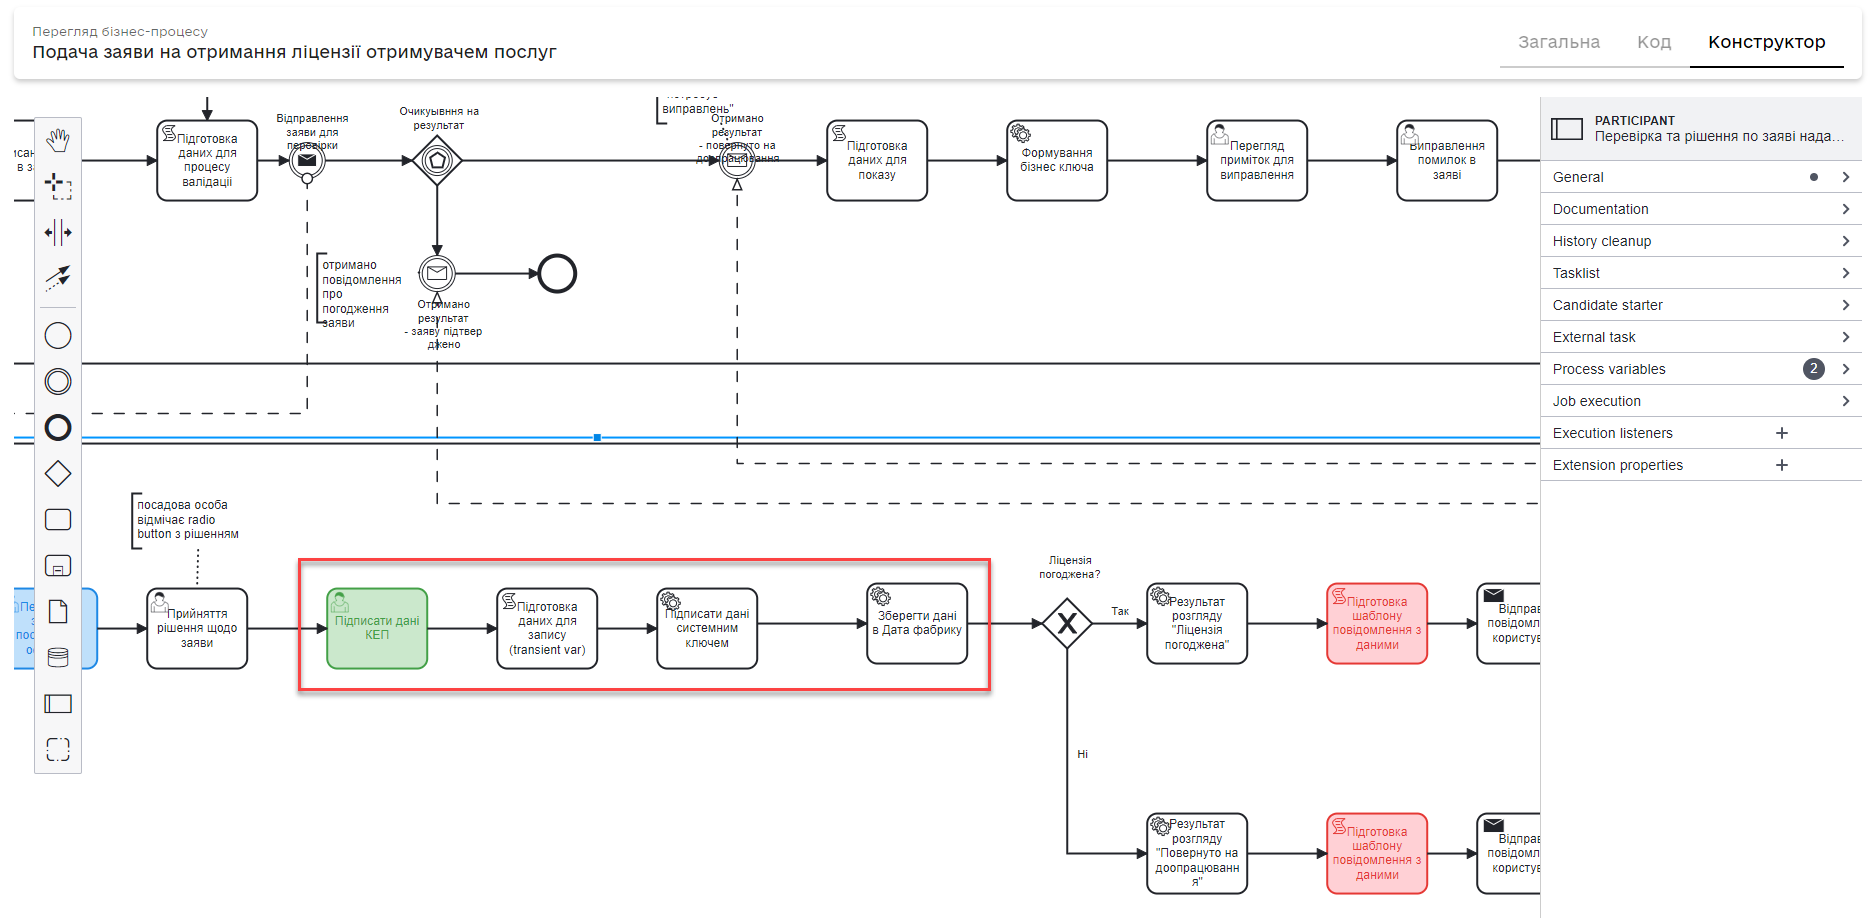 Перегляд бізнес-процесу
Подача заяви на отримання ліцензії отримувачем послуг
Загальна
Код
Конструктор
Підготовка
даних для
процесу
валідації
Відправлення
заяви для
перевірки
Очикуывння на
результат
виправлень"
Отримано
результат
- повернуто на
доопрацювання
Підготовка
даних для
показу
Формування
бізнес ключа
Перегляд
приміток для
виправлення
Виправлення
помилок в
заяві
отримано
повідомлення
про
погодження
заяви
Отримано
результат
- заяву підтвер
джено
PARTICIPANT
Перевірка та рішення по заяві нада...
General
Documentation
History cleanup
Tasklist
Candidate starter
External task
Process variables
2
Job execution
Execution listeners
Extension properties
посадова особа
відмічає radio
button з рішенням
Прийняття
рішення щодо
заяви
Підписати дані
КЕП
Підготовка
даних для
запису
(transient var)
Підписати дані
системним
ключем
Зберегти дані
в Дата фабрику
Ліцензія
погоджена?
Так
Ні
Результат
розгляду
"Ліцензія
погоджена"
Підготовка
шаблону
повідомлення з
даними
Відправ
повідомл
користув
Результат
розгляду
"Повернуто на
доопрацюванн
я"
Підготовка
шаблону
повідомлення з
даними
Відправ
повідомл
користув